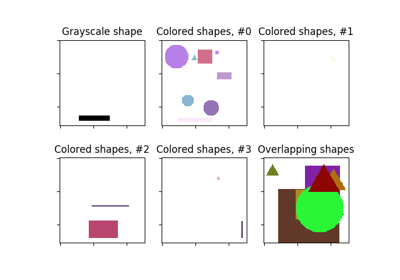 Grayscale shape
Colored shapes, #0
Colored shapes, #1
Colored shapes, #2
Colored shapes, #3
Overlapping shapes